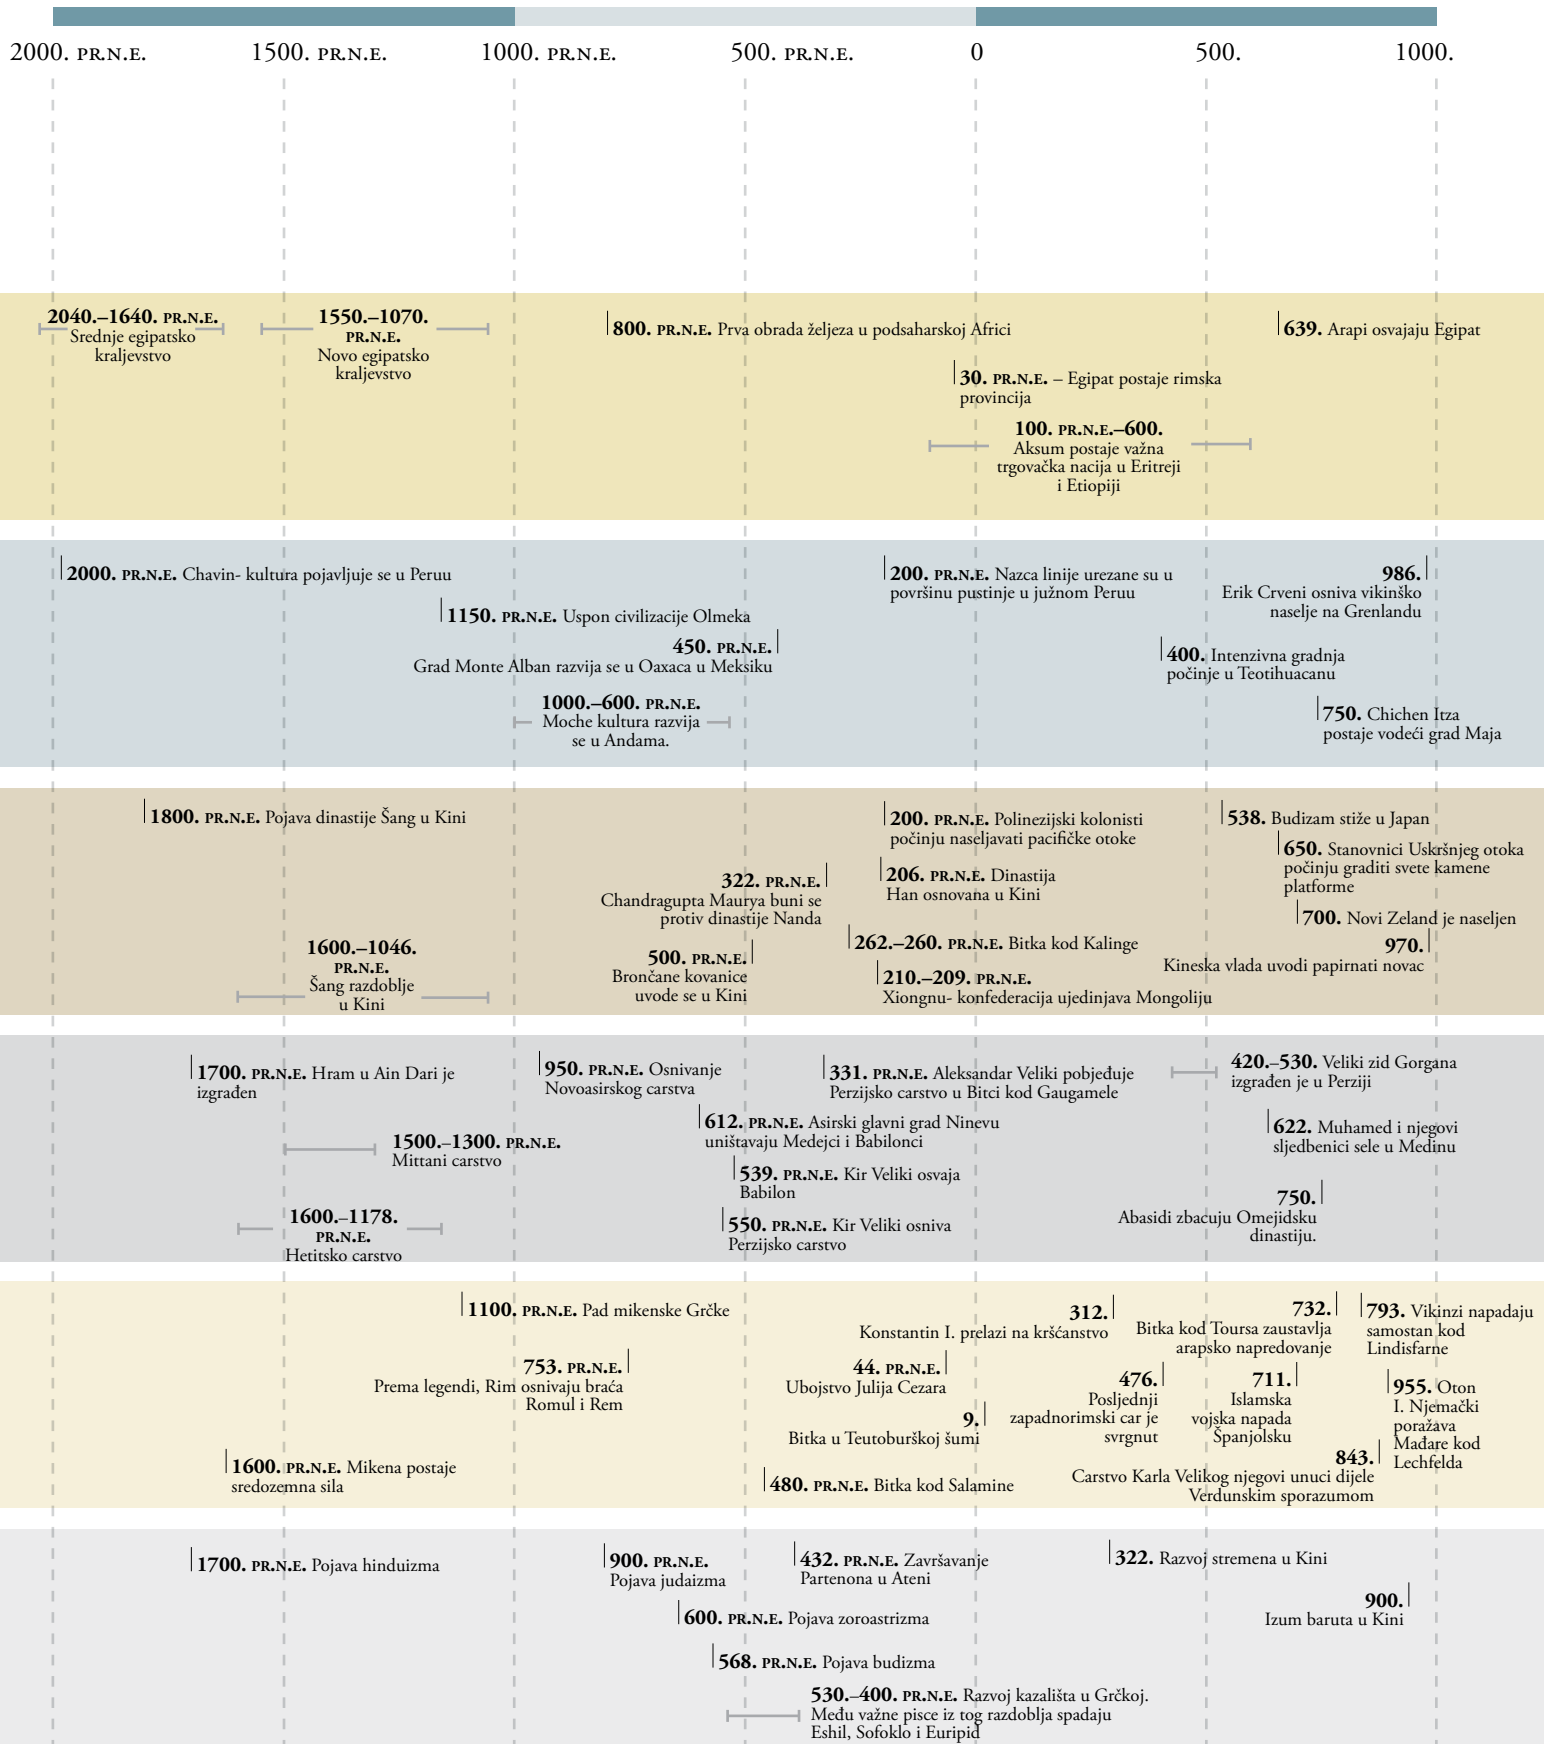 2000. PR.N.E.
1500. PR.N.E.
1000. PR.N.E.
500. PR.N.E.
0
500.
1000.
2040.–1640. PR.N.E.
Srednje egipatsko
kraljevstvo
1550.–1070.
PR.N.E.
Novo egipatsko
kraljevstvo
800. PR.N.E. Prva obrada željeza u podsaharskoj Africi
639. Arapi osvajaju Egipat
30. PR.N.E. – Egipat postaje rimska
provincija
100. PR.N.E.–600.
Aksum postaje važna
trgovačka nacija u Eritreji
i Etiopiji
2000. PR.N.E. Chavin- kultura pojavljuje se u Peruu
1150. PR.N.E. Uspon civilizacije Olmeka
450. PR.N.E.
Grad Monte Alban razvija se u Oaxaca u Meksiku
1000.–600. PR.N.E.
Moche kultura razvija
se u Andama.
200. PR.N.E. Nazca linije urezane su u
površinu pustinje u južnom Peruu
986.
Erik Crveni osniva vikinško
naselje na Grenlandu
400. Intenzivna gradnja
počinje u Teotihuacanu
750. Chichen Itza
postaje vodeći grad Maja
1800. PR.N.E. Pojava dinastije Šang u Kini
1600.–1046.
PR.N.E.
Šang razdoblje
u Kini
322. PR.N.E.
Chandragupta Maurya buni se
protiv dinastije Nanda
500. PR.N.E.
Brončane kovanice
uvode se u Kini
200. PR.N.E. Polinezijski kolonisti
počinju naseljavati pacifičke otoke
206. PR.N.E. Dinastija
Han osnovana u Kini
262.–260. PR.N.E. Bitka kod Kalinge
210.–209. PR.N.E.
Xiongnu- konfederacija ujedinjava Mongoliju
538. Budizam stiže u Japan
650. Stanovnici Uskršnjeg otoka
počinju graditi svete kamene
platforme
700. Novi Zeland je naseljen
970.
Kineska vlada uvodi papirnati novac
1700. PR.N.E. Hram u Ain Dari je
izgrađen
1500.–1300. PR.N.E.
Mittani carstvo
1600.–1178.
PR.N.E.
Hetitsko carstvo
950. PR.N.E. Osnivanje
Novoasirskog carstva
612. PR.N.E. Asirski glavni grad Ninevu
uništavaju Medejci i Babilonci
539. PR.N.E. Kir Veliki osvaja
Babilon
550. PR.N.E. Kir Veliki osniva
Perzijsko carstvo
331. PR.N.E. Aleksandar Veliki pobjeđuje
Perzijsko carstvo u Bitci kod Gaugamele
420.–530. Veliki zid Gorgana
izgrađen je u Perziji
622. Muhamed i njegovi
sljedbenici sele u Medinu
750.
Abasidi zbacuju Omejidsku
dinastiju.
1100. PR.N.E. Pad mikenske Grčke
753. PR.N.E.
Prema legendi, Rim osnivaju braća
Romul i Rem
1600. PR.N.E. Mikena postaje
sredozemna sila
312.
Konstantin I. prelazi na kršćanstvo
44. PR.N.E.
Ubojstvo Julija Cezara
9.
Bitka u Teutoburškoj šumi
480. PR.N.E. Bitka kod Salamine
732.
Bitka kod Toursa zaustavlja
arapsko napredovanje
476.
Posljednji
zapadnorimski car je
svrgnut
711.
Islamska
vojska napada
Španjolsku
793. Vikinzi napadaju
samostan kod
Lindisfarne
955. Oton
I. Njemački
poražava
Mađare kod
Lechfelda
843.
Carstvo Karla Velikog njegovi unuci dijele
Verdunskim sporazumom
1700. PR.N.E. Pojava hinduizma
900. PR.N.E.
Pojava judaizma
432. PR.N.E. Završavanje
Partenona u Ateni
322. Razvoj stremena u Kini
900.
Izum baruta u Kini
600. PR.N.E. Pojava zoroastrizma
568. PR.N.E. Pojava budizma
530.–400. PR.N.E. Razvoj kazališta u Grčkoj.
Među važne pisce iz tog razdoblja spadaju
Eshil, Sofoklo i Euripid